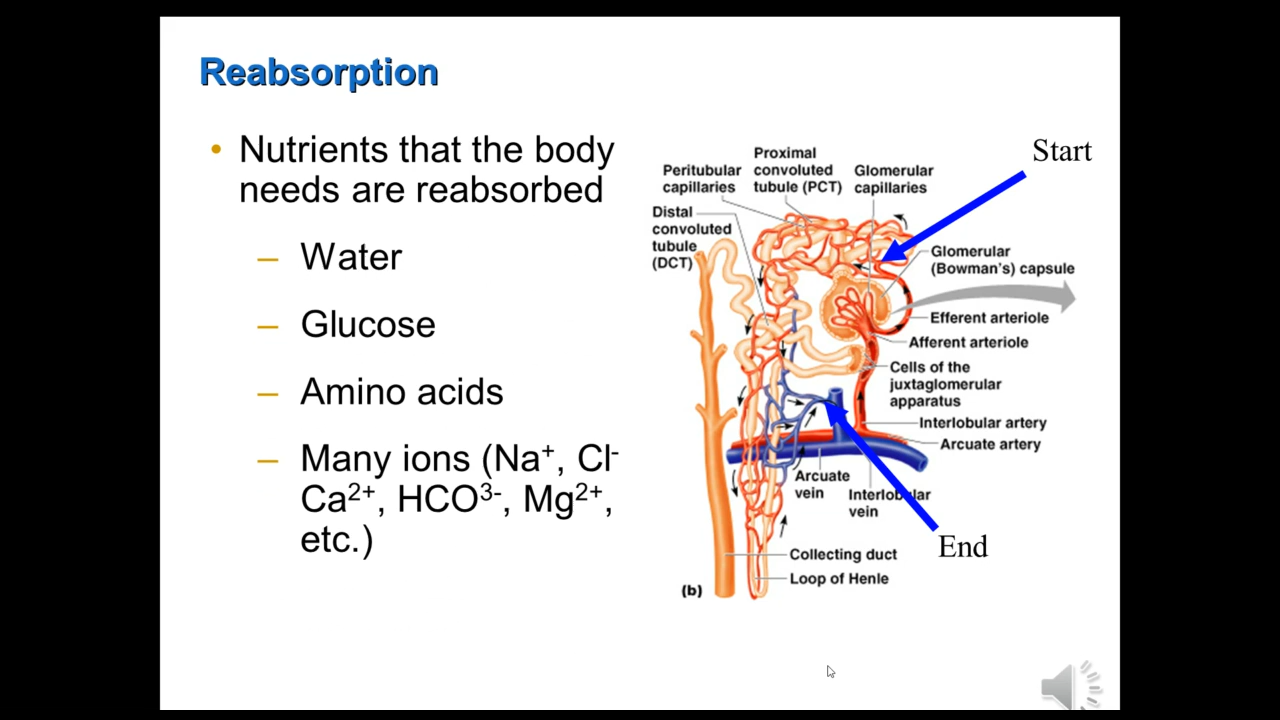 Reabsorption
• Nutrients that the body
needs are reabsorbed
– Water
– Glucose
– Amino acids
– Many ions (Na⁺, Cl⁻
Ca²⁺, HCO³⁻, Mg²⁺,
etc.)
Start
Proximal
convoluted
tubule (PCT)
Peritubular
capillaries
Glomerular
capillaries
Distal
convoluted
tubule
(DCT)
Glomerular
(Bowman's) capsule
Efferent arteriole
Afferent arteriole
Cells of the
juxtaglomerular
apparatus
Interlobular artery
Arcuate artery
Arcuate
vein
Interlobular
vein
End
Collecting duct
Loop of Henle
(b)